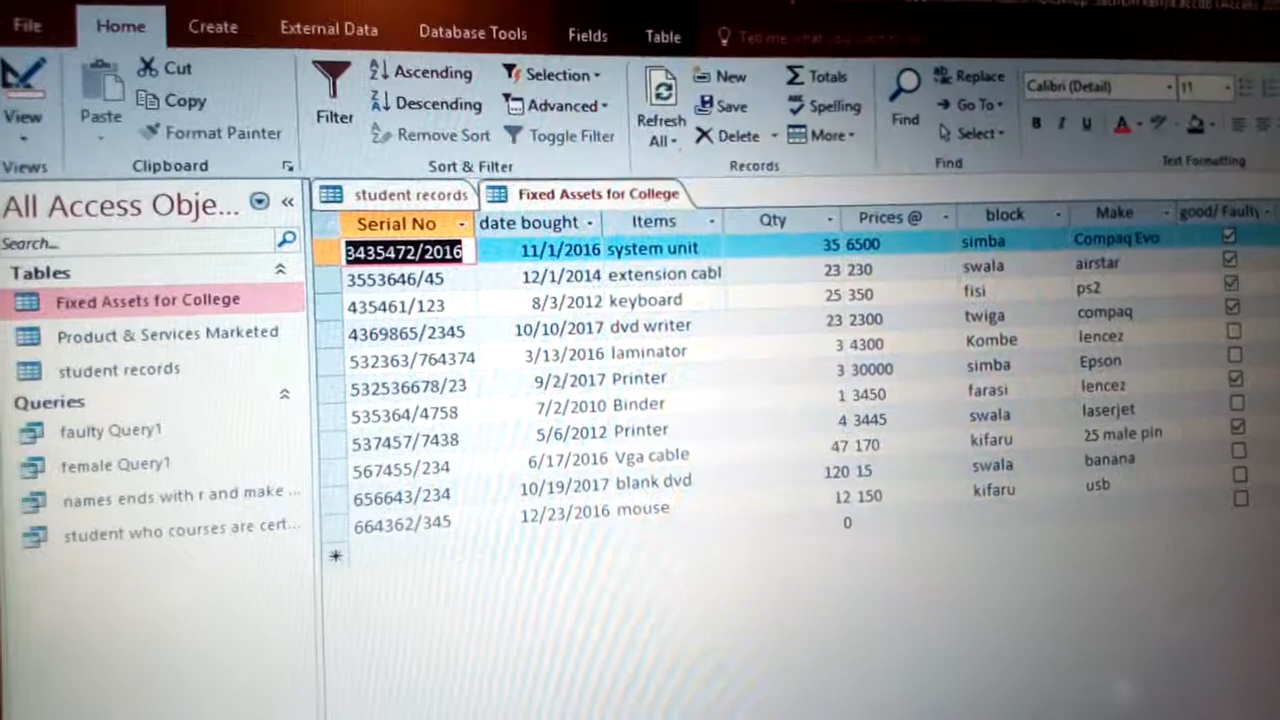 File Home Create External Data Database Tools Fields Table Tell me what you want to do
View Cut Copy Format Painter Paste
Filter Ascending Descending Remove Sort Selection Advanced Toggle Filter
Refresh All New Save Delete Totals Spelling More
Find Replace Go To Select
Calibri (Detail) 11
B I U A
Views Clipboard Sort & Filter Records Find Text Formatting
All Access Obje...
Search...
Tables
Fixed Assets for College
Product & Services Marketed
student records
Queries
faulty Query1
female Query1
names ends with r and make ...
student who courses are cert...
student records Fixed Assets for College
Serial No date bought Items Qty Prices @ block Make good/ Faulty
3435472/2016 11/1/2016 system unit 35 6500 simba Compaq Evo
3553646/45 12/1/2014 extension cabl 23 230 swala airstar
435461/123 8/3/2012 keyboard 25 350 fisi ps2
4369865/2345 10/10/2017 dvd writer 23 2300 twiga compaq
532363/764374 3/13/2016 laminator 3 4300 Kombe lencez
532536678/23 9/2/2017 Printer 3 30000 simba Epson
535364/4758 7/2/2010 Binder 1 3450 farasi lencez
537457/7438 5/6/2012 Printer 4 3445 swala laserjet
567455/234 6/17/2016 Vga cable 47 170 kifaru 25 male pin
656643/234 10/19/2017 blank dvd 120 15 swala banana
664362/345 12/23/2016 mouse 12 150 kifaru usb
0